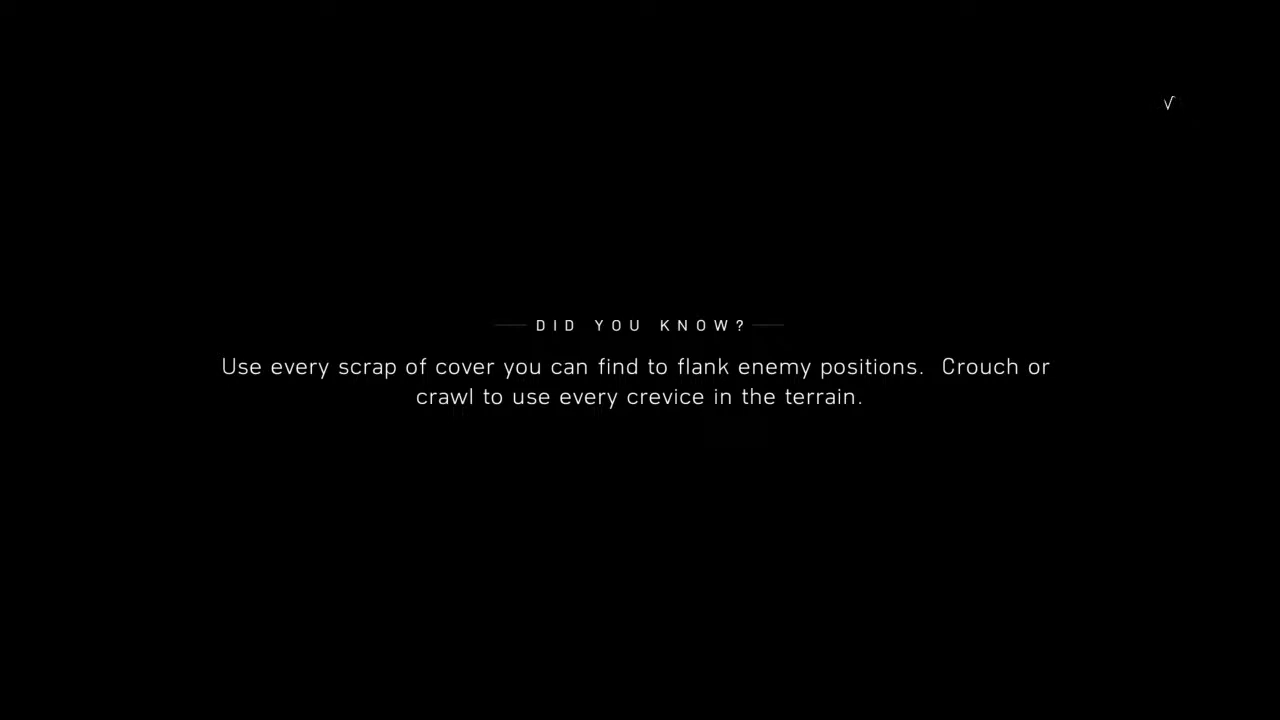 √
DID YOU KNOW?
Use every scrap of cover you can find to flank enemy positions.  Crouch or
crawl to use every crevice in the terrain.